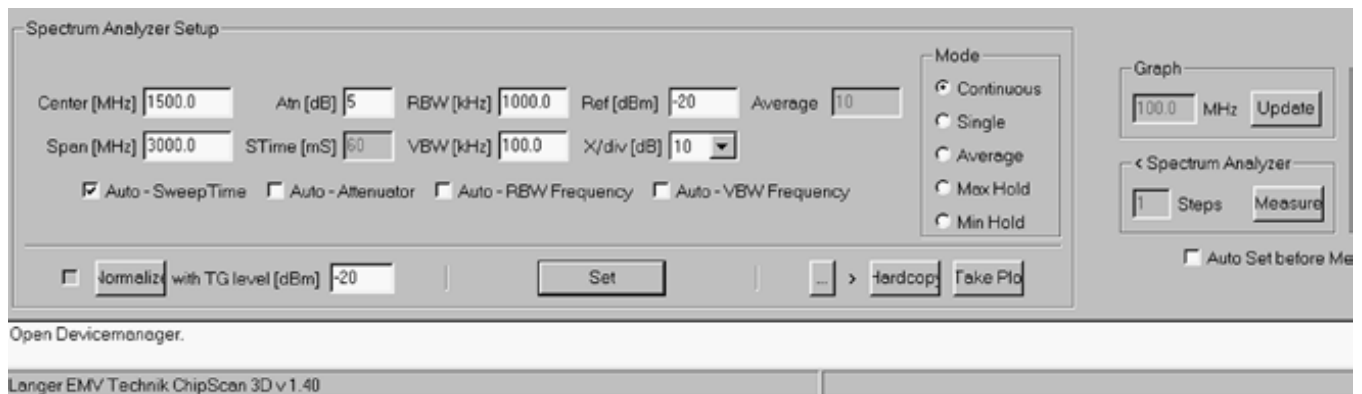 Spectrum Analyzer Setup
Center [MHz] 1500.0 Atn [dB] 5 RBW [kHz] 1000.0 Ref [dBm] -20 Average 10
Span [MHz] 3000.0 STime [mS] 60 VBW [kHz] 100.0 X/div [dB] 10
Auto - SweepTime Auto - Attenuator Auto - RBW Frequency Auto - VBW Frequency
Mode
Continuous
Single
Average
Max Hold
Min Hold
Normalize with TG level [dBm] -20 Set ... > Hardcopy Take Plo
Graph
100.0 MHz Update
< Spectrum Analyzer
1 Steps Measure
Auto Set before Me
Open Devicemanager.
Langer EMV Technik ChipScan 3D v 1.40